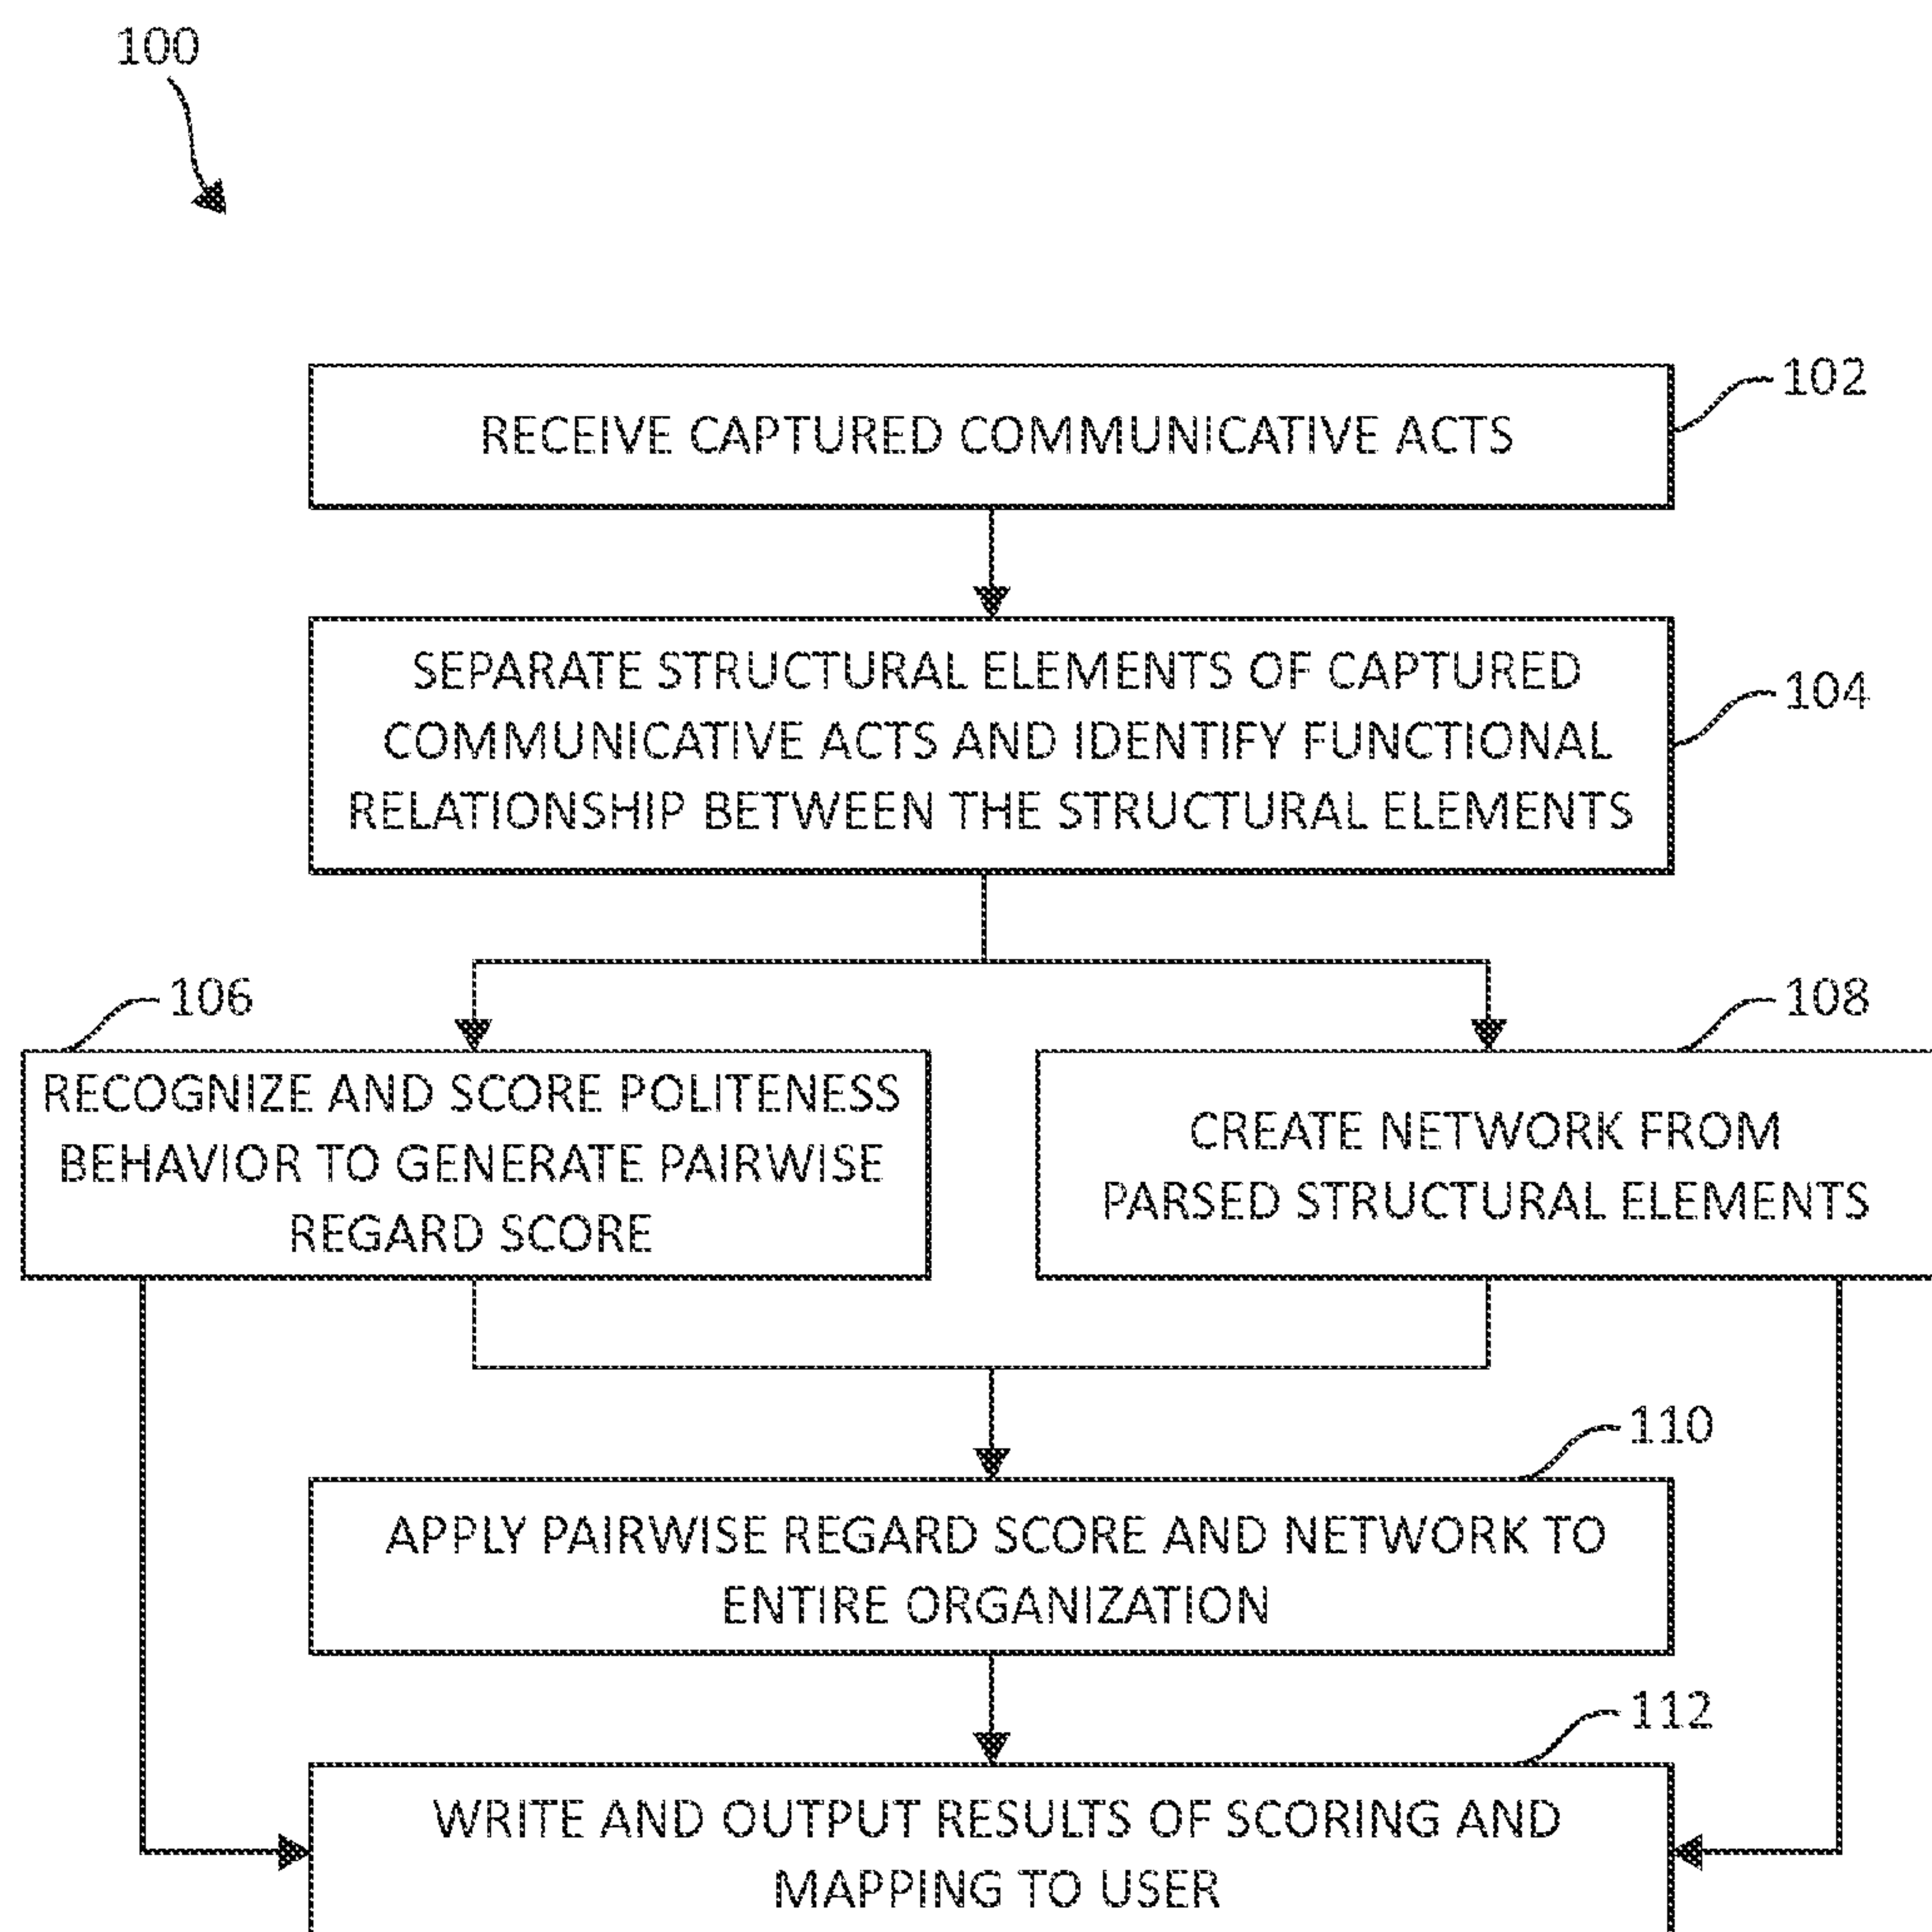 100
102
RECEIVE CAPTURED COMMUNICATIVE ACTS
SEPARATE STRUCTURAL ELEMENTS OF CAPTURED
COMMUNICATIVE ACTS AND IDENTIFY FUNCTIONAL
RELATIONSHIP BETWEEN THE STRUCTURAL ELEMENTS
104
106
RECOGNIZE AND SCORE POLITENESS
BEHAVIOR TO GENERATE PAIRWISE
REGARD SCORE
108
CREATE NETWORK FROM
PARSED STRUCTURAL ELEMENTS
110
APPLY PAIRWISE REGARD SCORE AND NETWORK TO
ENTIRE ORGANIZATION
112
WRITE AND OUTPUT RESULTS OF SCORING AND
MAPPING TO USER